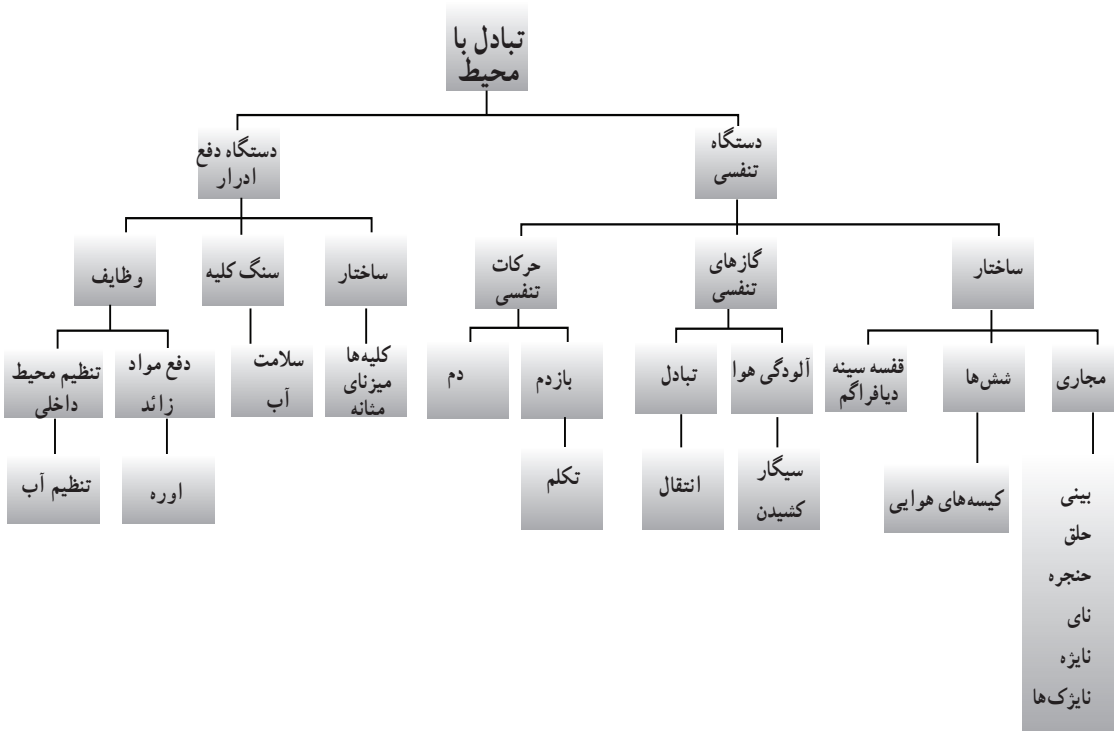 تبادل با
محیط
دستگاه
تنفسی
دستگاه دفع
ادرار
ساختار
گازهای
تنفسی
حرکات
تنفسی
ساختار
سنگ کلیه
وظایف
مجاری
شش‌ها
قفسه سینه
دیافراگم
آلودگی هوا
تبادل
بازدم
دم
کلیه‌ها
میزنای
مثانه
سلامت
آب
دفع مواد
زائد
تنظیم محیط
داخلی
بینی
حلق
حنجره
نای
نایژه
نایژک‌ها
کیسه‌های هوایی
سیگار
کشیدن
انتقال
تکلم
اوره
تنظیم آب